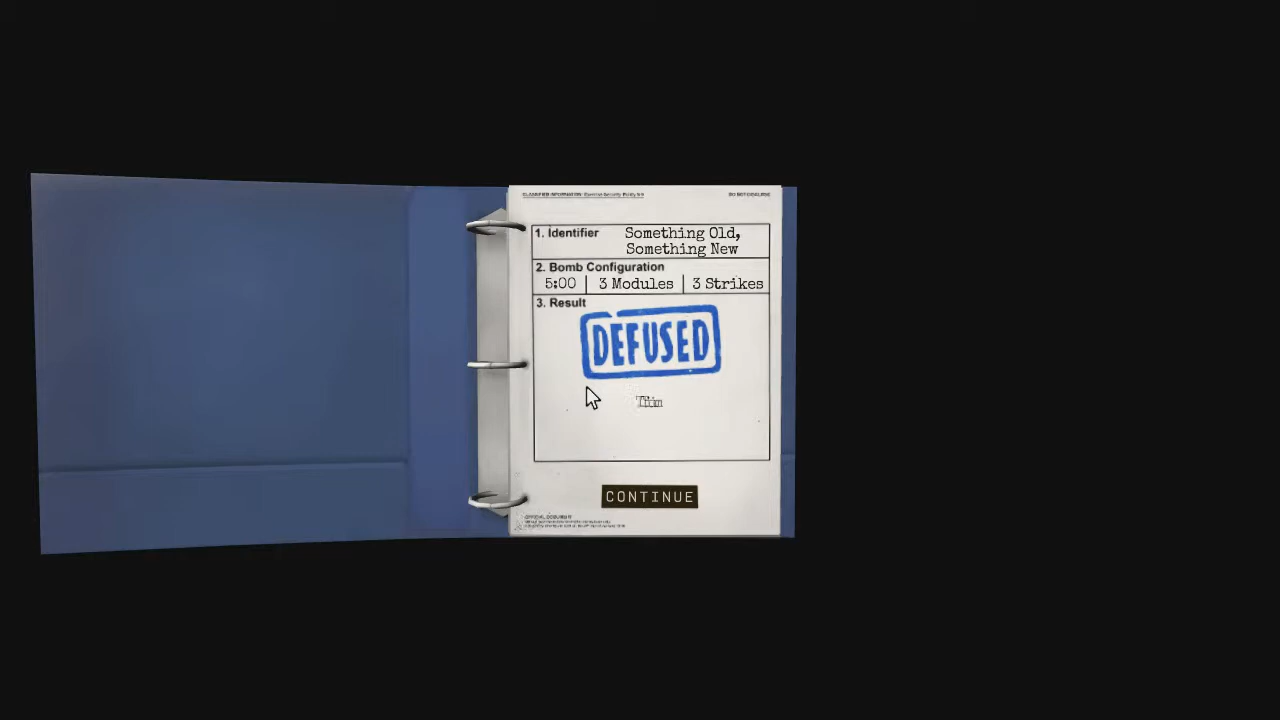 1. Identifier
Something Old,
Something New
2. Bomb Configuration
5:00 | 3 Modules | 3 Strikes
3. Result
DEFUSED
CONTINUE